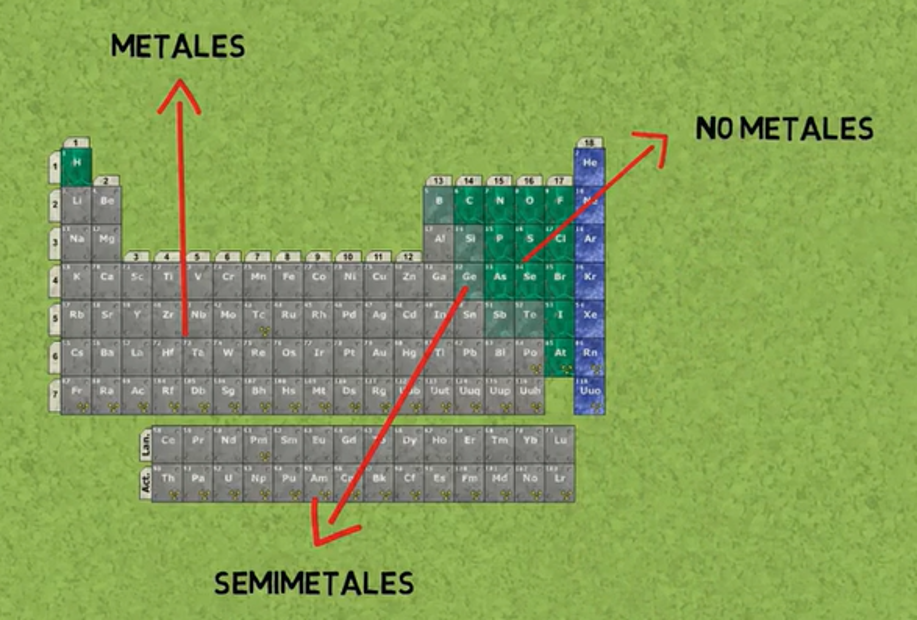 METALES
NO METALES
1 18
1 H He
2 13 14 15 16 17
2 Li Be B C N O F Ne
3 Na Mg Al Si P S Cl Ar
3 4 5 6 7 8 9 10 11 12
4 K Ca Sc Ti V Cr Mn Fe Co Ni Cu Zn Ga Ge As Se Br Kr
5 Rb Sr Y Zr Nb Mo Tc Ru Rh Pd Ag Cd In Sn Sb Te I Xe
6 Cs Ba La Hf Ta W Re Os Ir Pt Au Hg Tl Pb Bi Po At Rn
7 Fr Ra Ac Rf Db Sg Bh Hs Mt Ds Rg Uub Uut Uuq Uup Uuh Uuo
Lan. Ce Pr Nd Pm Sm Eu Gd Dy Ho Er Tm Yb Lu
Act. Th Pa U Np Pu Am Cm Bk Cf Es Fm Md No Lr
SEMIMETALES